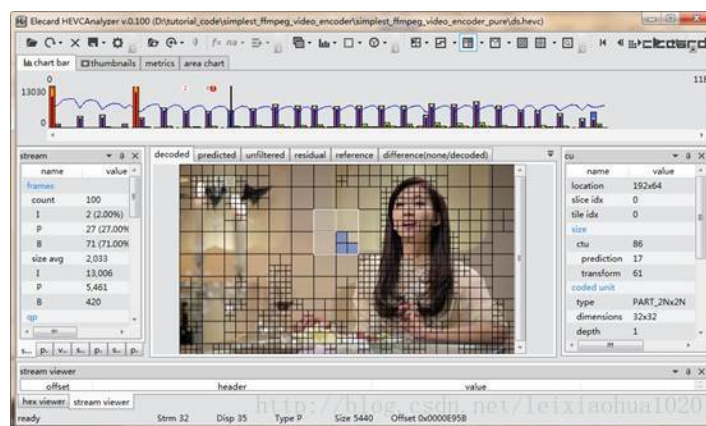 Elecard HEVCAnalyzer v.0.100 (D:\tutorial_code\simplest_ffmpeg_video_encoder\simplest_ffmpeg_video_encoder_pure\ds.hevc)
chart bar thumbnails metrics area chart
0 118
13030
0
stream
name value
frames
count 100
I 2 (2.00%)
P 27 (27.00%
B 71 (71.00%
size avg 2,033
I 13,006
P 5,461
B 420
qp
s... p.. v... s.. p.. s.. p.
decoded predicted unfiltered residual reference difference(none/decoded)
cu
name value
location 192x64
slice idx 0
tile idx 0
size
ctu 86
prediction 17
transform 61
coded unit
type PART_2Nx2N
dimensions 32x32
depth 1
stream viewer
offset header value
hex viewer stream viewer
http://blog.csdn.net/leixiaohua1020
ready Strm 32 Disp 35 Type P Size 5440 Offset 0x0000E95B